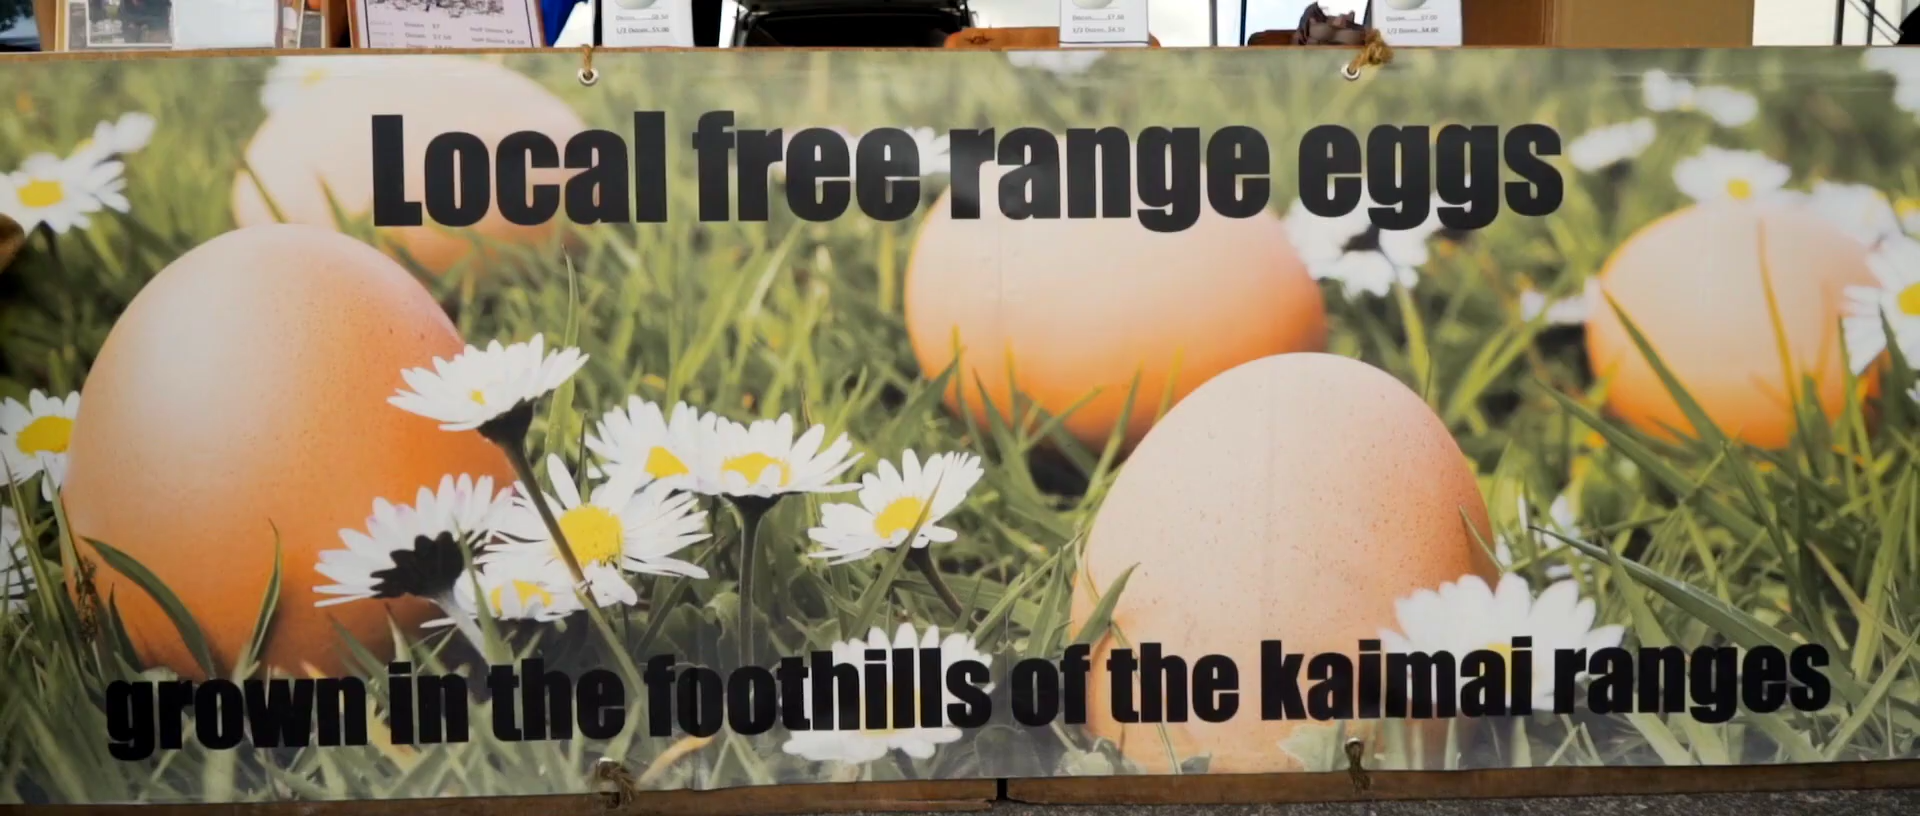 Local free range eggs
grown in the foothills of the kaimai ranges